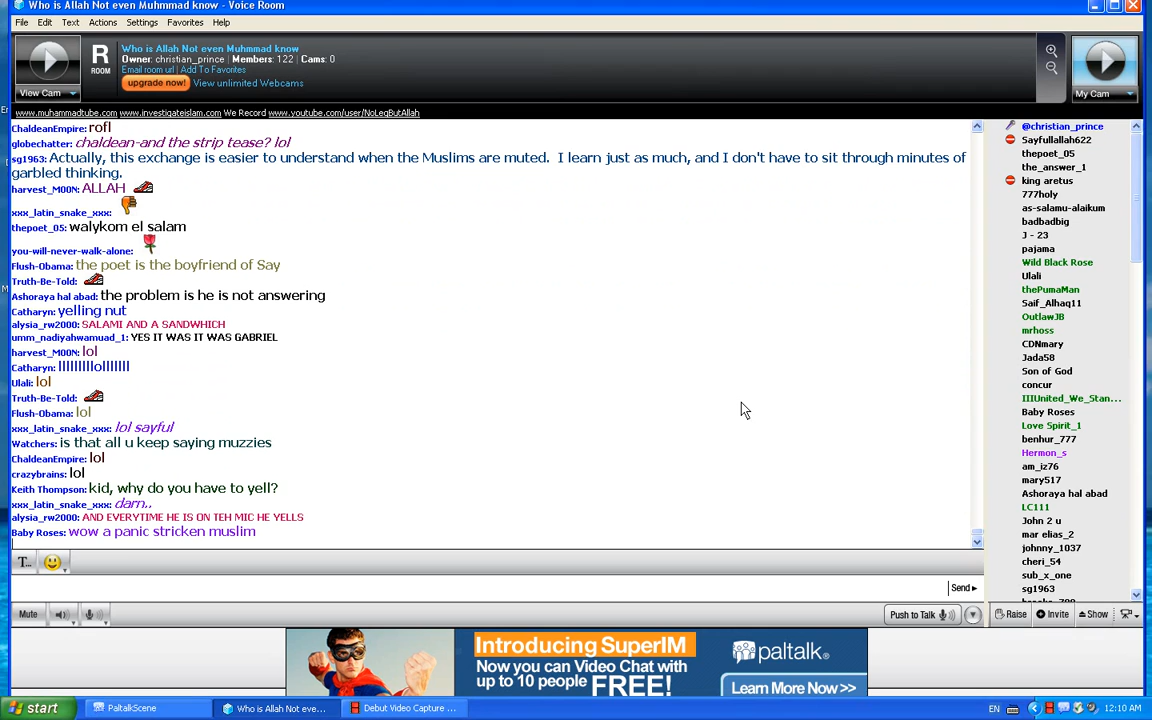 Who is Allah Not even Muhmmad know - Voice Room
File Edit Text Actions Settings Favorites Help
View Cam
R
ROOM
Who is Allah Not even Muhmmad know
Owner: christian_prince | Members: 122 | Cams: 0
Email room url | Add To Favorites
upgrade now! View unlimited Webcams
My Cam
www.muhammadtube.com www.investigateislam.com We Record www.youtube.com/user/NoLegButAllah
ChaldeanEmpire: rofl
globechatter: chaldean-and the strip tease? lol
sg1963: Actually, this exchange is easier to understand when the Muslims are muted. I learn just as much, and I don't have to sit through minutes of
garbled thinking.
harvest_M00N: ALLAH
xxx_latin_snake_xxx:
thepoet_05: walykom el salam
you-will-never-walk-alone:
Flush-Obama: the poet is the boyfriend of Say
Truth-Be-Told:
Ashoraya hal abad: the problem is he is not answering
Catharyn: yelling nut
alysia_rw2000: SALAMI AND A SANDWHICH
umm_nadiyahwamuad_1: YES IT WAS IT WAS GABRIEL
harvest_M00N: lol
Catharyn: lllllllllolllllll
Ulali: lol
Truth-Be-Told:
Flush-Obama: lol
xxx_latin_snake_xxx: lol sayful
Watchers: is that all u keep saying muzzies
ChaldeanEmpire: lol
crazybrains: lol
Keith Thompson: kid, why do you have to yell?
xxx_latin_snake_xxx: darn,,
alysia_rw2000: AND EVERYTIME HE IS ON TEH MIC HE YELLS
Baby Roses: wow a panic stricken muslim
@christian_prince
Sayfullallah622
thepoet_05
the_answer_1
king aretus
777holy
as-salamu-alaikum
badbadbig
J - 23
pajama
Wild Black Rose
Ulali
thePumaMan
Saif_Alhaq11
OutlawJB
mrhoss
CDNmary
Jada58
Son of God
concur
IIIUnited_We_Stan...
Baby Roses
Love Spirit_1
benhur_777
Hermon_s
am_iz76
mary517
Ashoraya hal abad
LC111
John 2 u
mar elias_2
johnny_1037
cheri_54
sub_x_one
sg1963
T...
Send
Mute
Push to Talk
Raise Invite Show
Introducing SuperIM
Now you can Video Chat with
up to 10 people FREE!
paltalk
Learn More Now >>
start PaltalkScene Who is Allah Not eve... Debut Video Capture ... EN 12:10 AM